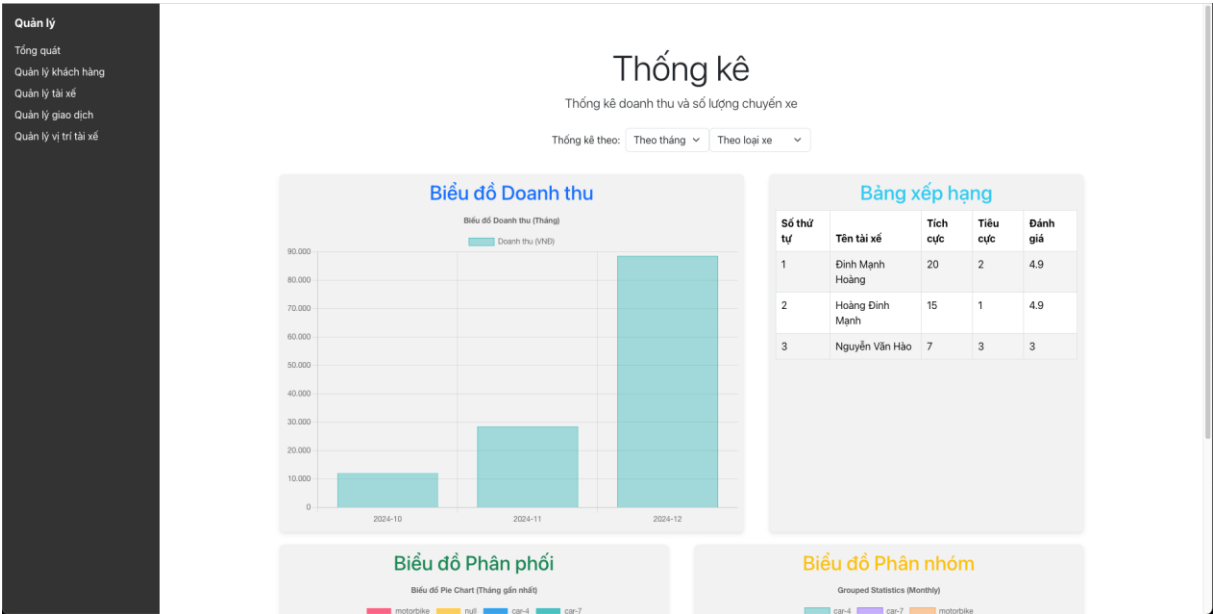 Quản lý
Tổng quát
Quản lý khách hàng
Quản lý tài xế
Quản lý giao dịch
Quản lý vị trí tài xế
Thống kê
Thống kê doanh thu và số lượng chuyến xe
Thống kê theo: Theo tháng Theo loại xe
Biểu đồ Doanh thu
Biểu đồ Doanh thu (Tháng)
Doanh thu (VNĐ)
90.000
80.000
70.000
60.000
50.000
40.000
30.000
20.000
10.000
0
2024-10 2024-11 2024-12
Bảng xếp hạng
Số thứ tự Tên tài xế Tích cực Tiêu cực Đánh giá
1 Đinh Mạnh Hoàng 20 2 4.9
2 Hoàng Đinh Mạnh 15 1 4.9
3 Nguyễn Văn Hào 7 3 3
Biểu đồ Phân phối
Biểu đồ Pie Chart (Tháng gần nhất)
motorbike null car-4 car-7
Biểu đồ Phân nhóm
Grouped Statistics (Monthly)
car-4 car-7 motorbike